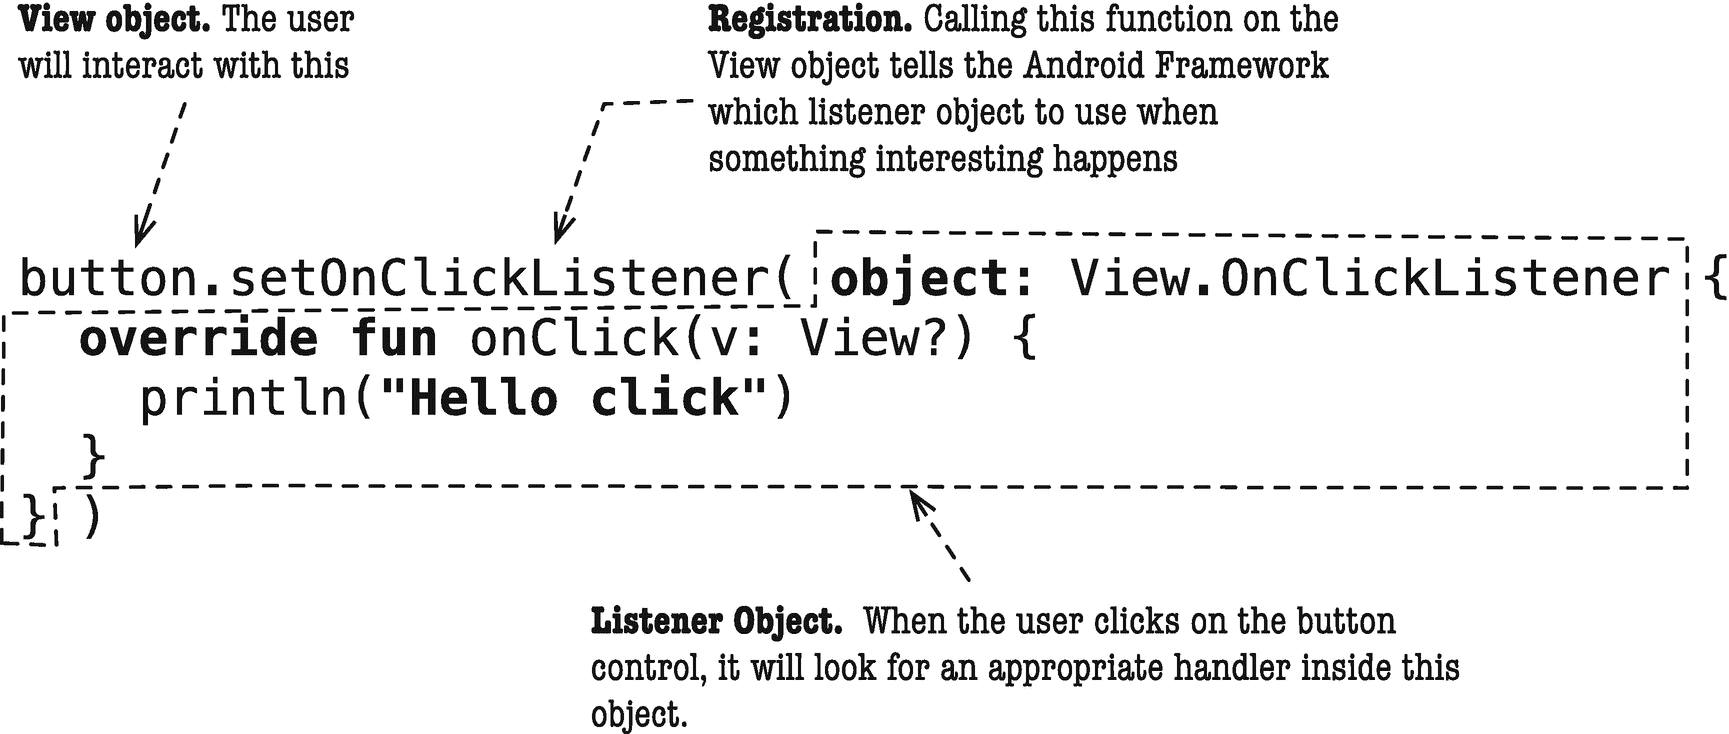 View object. The user
will interact with this
Registration. Calling this function on the
View object tells the Android Framework
which listener object to use when
something interesting happens
button.setOnClickListener( object: View.OnClickListener {
override fun onClick(v: View?) {
println("Hello click")
}
} )
Listener Object. When the user clicks on the button
control, it will look for an appropriate handler inside this
object.